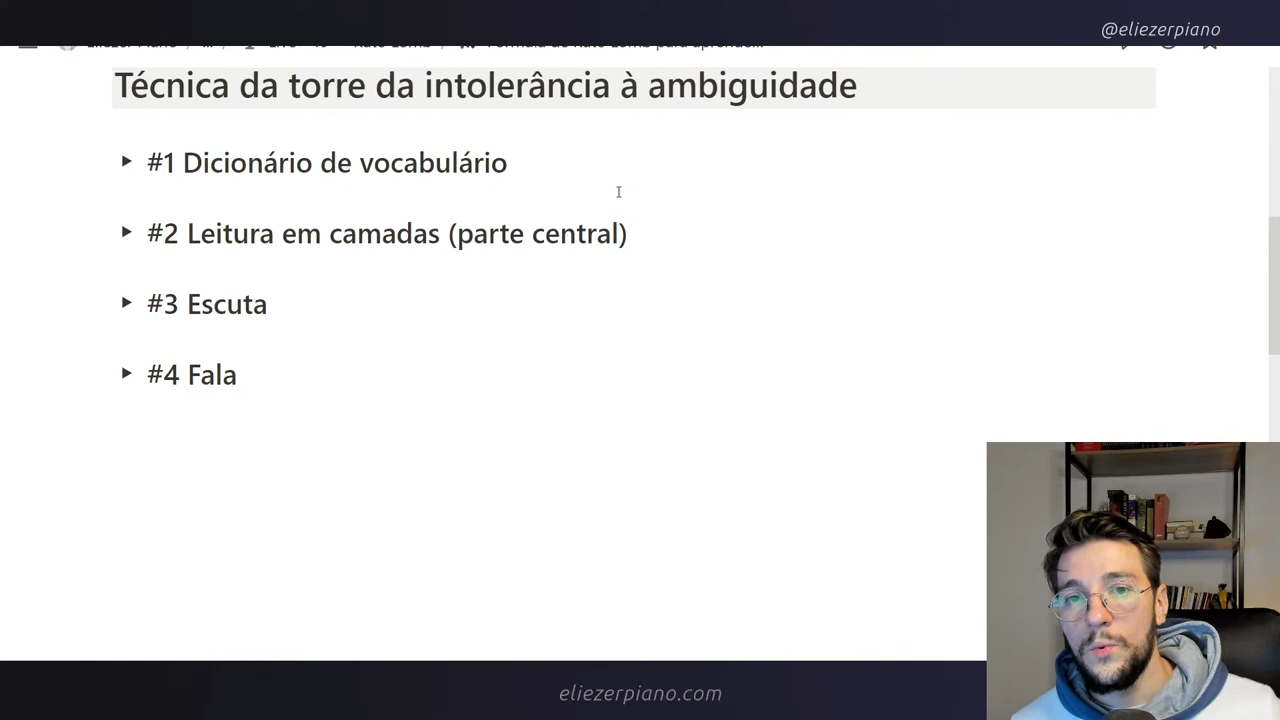 @eliezerpiano
Técnica da torre da intolerância à ambiguidade
#1 Dicionário de vocabulário
#2 Leitura em camadas (parte central)
#3 Escuta
#4 Fala
eliezerpiano.com